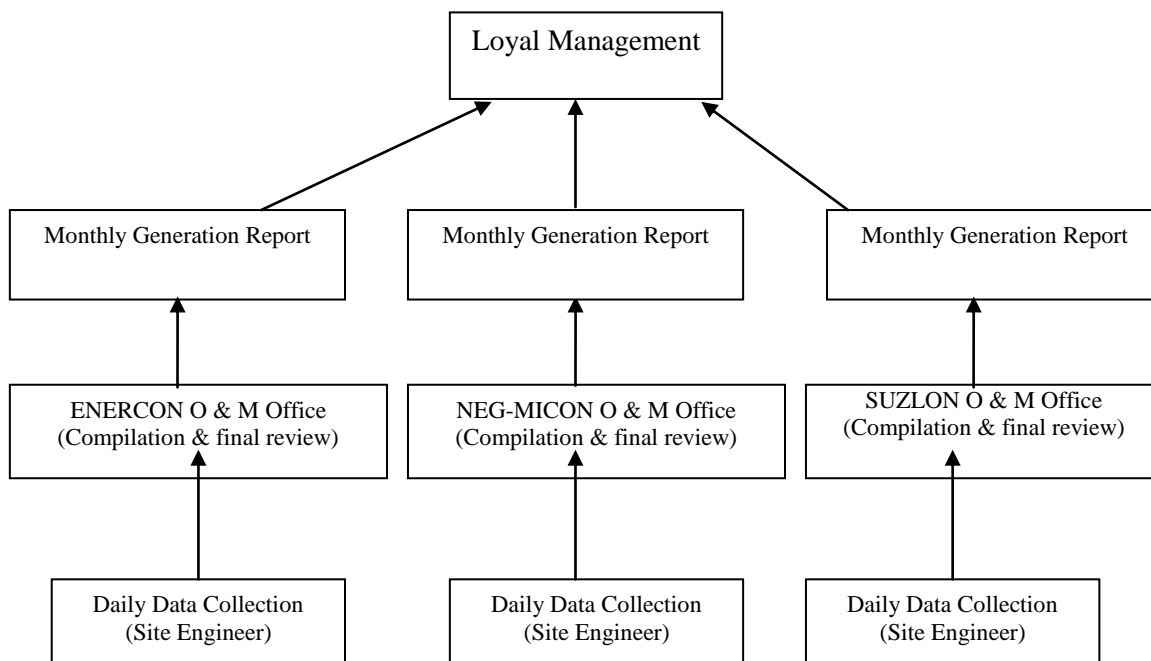 Loyal Management
Monthly Generation Report
Monthly Generation Report
Monthly Generation Report
ENERCON O & M Office
(Compilation & final review)
NEG-MICON O & M Office
(Compilation & final review)
SUZLON O & M Office
(Compilation & final review)
Daily Data Collection
(Site Engineer)
Daily Data Collection
(Site Engineer)
Daily Data Collection
(Site Engineer)